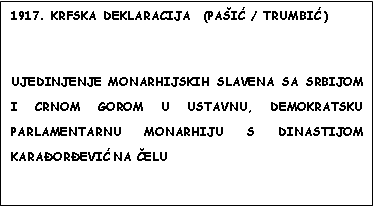 1917. KRFSKA DEKLARACIJA (PAŠIĆ / TRUMBIĆ)
UJEDINJENJE MONARHIJSKIH SLAVENA SA SRBIJOM
I CRNOM GOROM U USTAVNU, DEMOKRATSKU
PARLAMENTARNU MONARHIJU S DINASTIJOM
KARAĐORĐEVIĆ NA ČELU